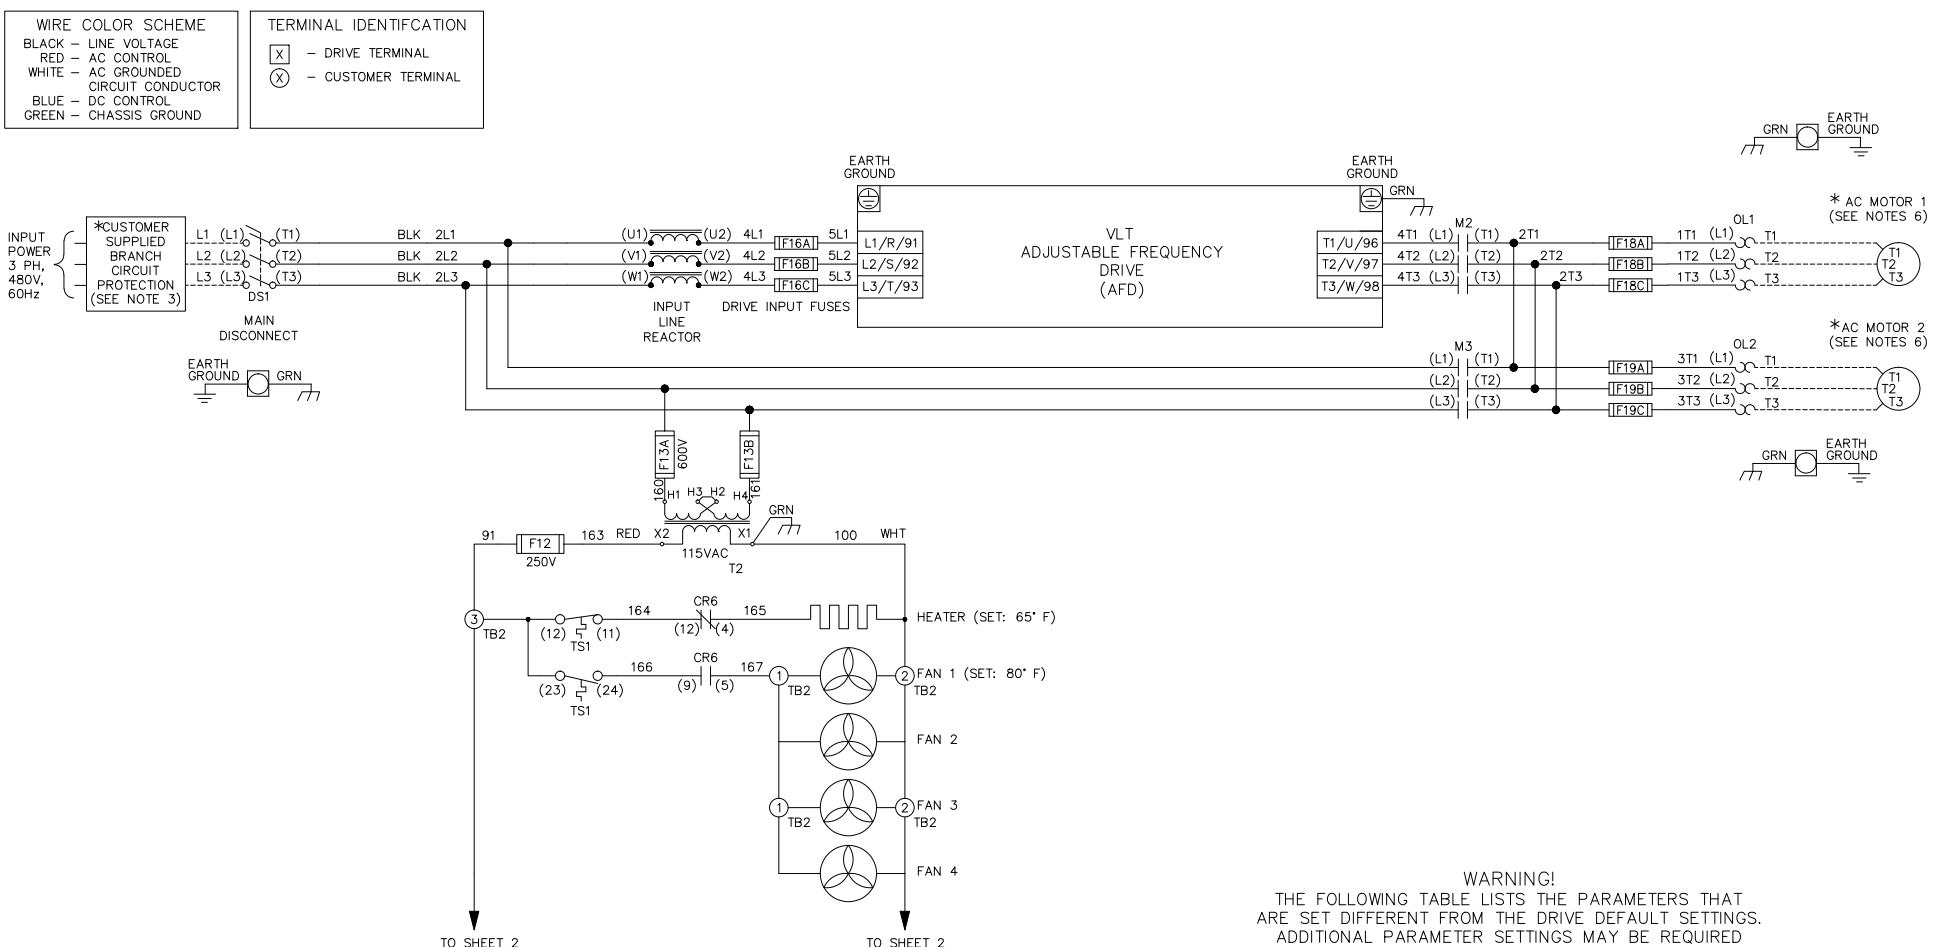 WIRE COLOR SCHEME
BLACK – LINE VOLTAGE
RED – AC CONTROL
WHITE – AC GROUNDED
CIRCUIT CONDUCTOR
BLUE – DC CONTROL
GREEN – CHASSIS GROUND
TERMINAL IDENTIFCATION
X – DRIVE TERMINAL
X – CUSTOMER TERMINAL
GRN
EARTH
GROUND
EARTH
GROUND
EARTH
GROUND
GRN
INPUT
POWER
3 PH,
480V,
60Hz
*CUSTOMER
SUPPLIED
BRANCH
CIRCUIT
PROTECTION
(SEE NOTE 3)
L1 (L1) (T1) BLK 2L1 (U1) (U2) 4L1 F16A 5L1 L1/R/91
L2 (L2) (T2) BLK 2L2 (V1) (V2) 4L2 F16B 5L2 L2/S/92
L3 (L3) (T3) BLK 2L3 (W1) (W2) 4L3 F16C 5L3 L3/T/93
DS1
MAIN
DISCONNECT
INPUT
LINE
REACTOR
DRIVE INPUT FUSES
VLT
ADJUSTABLE FREQUENCY
DRIVE
(AFD)
M2
OL1
T1/U/96 4T1 (L1) (T1) 2T1 F18A 1T1 (L1) T1
T2/V/97 4T2 (L2) (T2) 2T2 F18B 1T2 (L2) T2
T3/W/98 4T3 (L3) (T3) 2T3 F18C 1T3 (L3) T3
* AC MOTOR 1
(SEE NOTES 6)
T1
T2
T3
EARTH
GROUND
GRN
M3
OL2
(L1) (T1) F19A 3T1 (L1) T1
(L2) (T2) F19B 3T2 (L2) T2
(L3) (T3) F19C 3T3 (L3) T3
*AC MOTOR 2
(SEE NOTES 6)
T1
T2
T3
GRN
EARTH
GROUND
F13A
600V
F13B
160
161
H1 H3 H2 H4
GRN
91 F12 163 RED X2 X1 100 WHT
250V
115VAC
T2
3
TB2
(12) (11)
TS1
164
CR6
(12) (4)
165
HEATER (SET: 65° F)
(23) (24)
TS1
166
CR6
(9) (5)
167
1
TB2
2
TB2
FAN 1 (SET: 80° F)
FAN 2
1
TB2
2
TB2
FAN 3
FAN 4
TO SHEET 2
TO SHEET 2
WARNING!
THE FOLLOWING TABLE LISTS THE PARAMETERS THAT
ARE SET DIFFERENT FROM THE DRIVE DEFAULT SETTINGS.
ADDITIONAL PARAMETER SETTINGS MAY BE REQUIRED